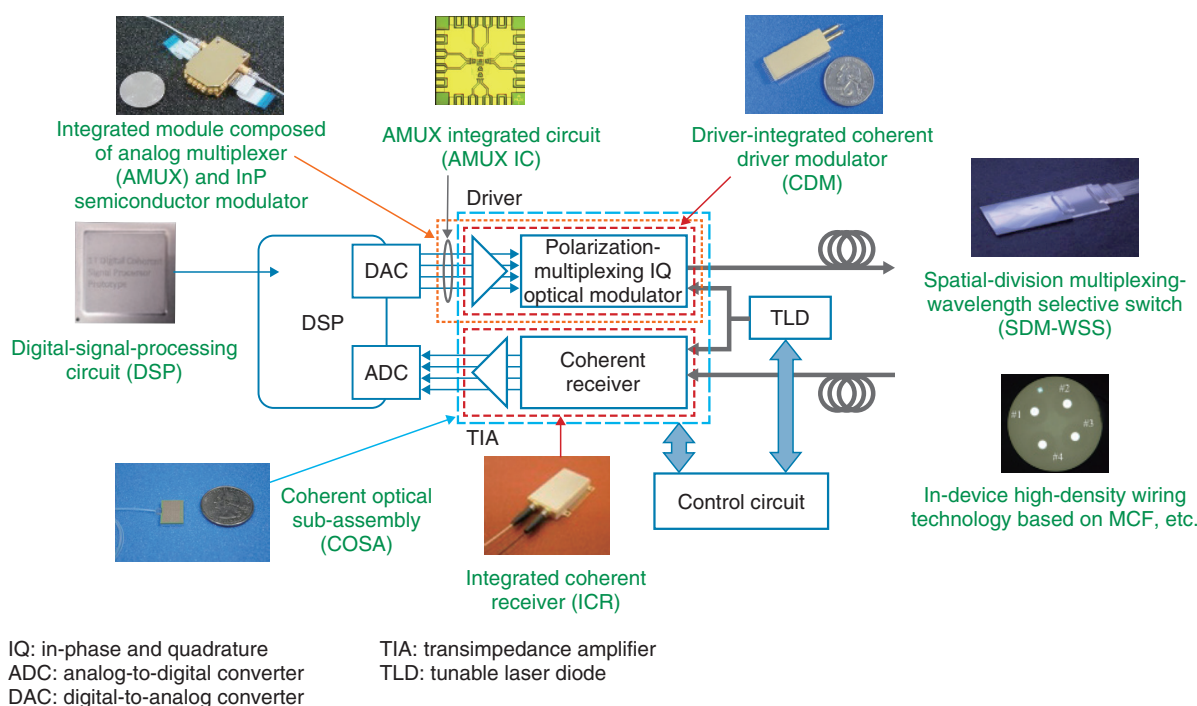 Integrated module composed
of analog multiplexer
(AMUX) and InP
semiconductor modulator
AMUX integrated circuit
(AMUX IC)
Driver-integrated coherent
driver modulator
(CDM)
Driver
DAC
Polarization-
multiplexing IQ
optical modulator
DSP
TLD
Spatial-division multiplexing-
wavelength selective switch
(SDM-WSS)
Digital Coherent
Signal Processor
Prototype
Digital-signal-processing
circuit (DSP)
ADC
Coherent
receiver
TIA
#1
#2
#3
#4
Coherent optical
sub-assembly
(COSA)
Control circuit
In-device high-density wiring
technology based on MCF, etc.
Integrated coherent
receiver (ICR)
IQ: in-phase and quadrature
ADC: analog-to-digital converter
DAC: digital-to-analog converter
TIA: transimpedance amplifier
TLD: tunable laser diode